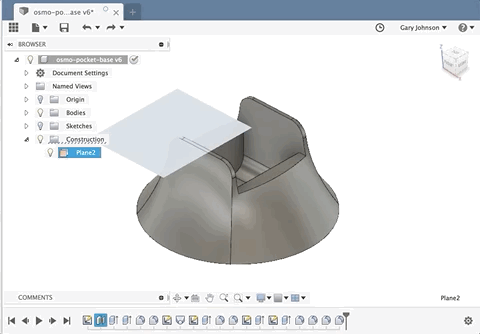 osmo-po...ase v6*
Gary Johnson
BROWSER
osmo-pocket-base v6
Document Settings
Named Views
Origin
Bodies
Sketches
Construction
Plane2
COMMENTS
Plane2